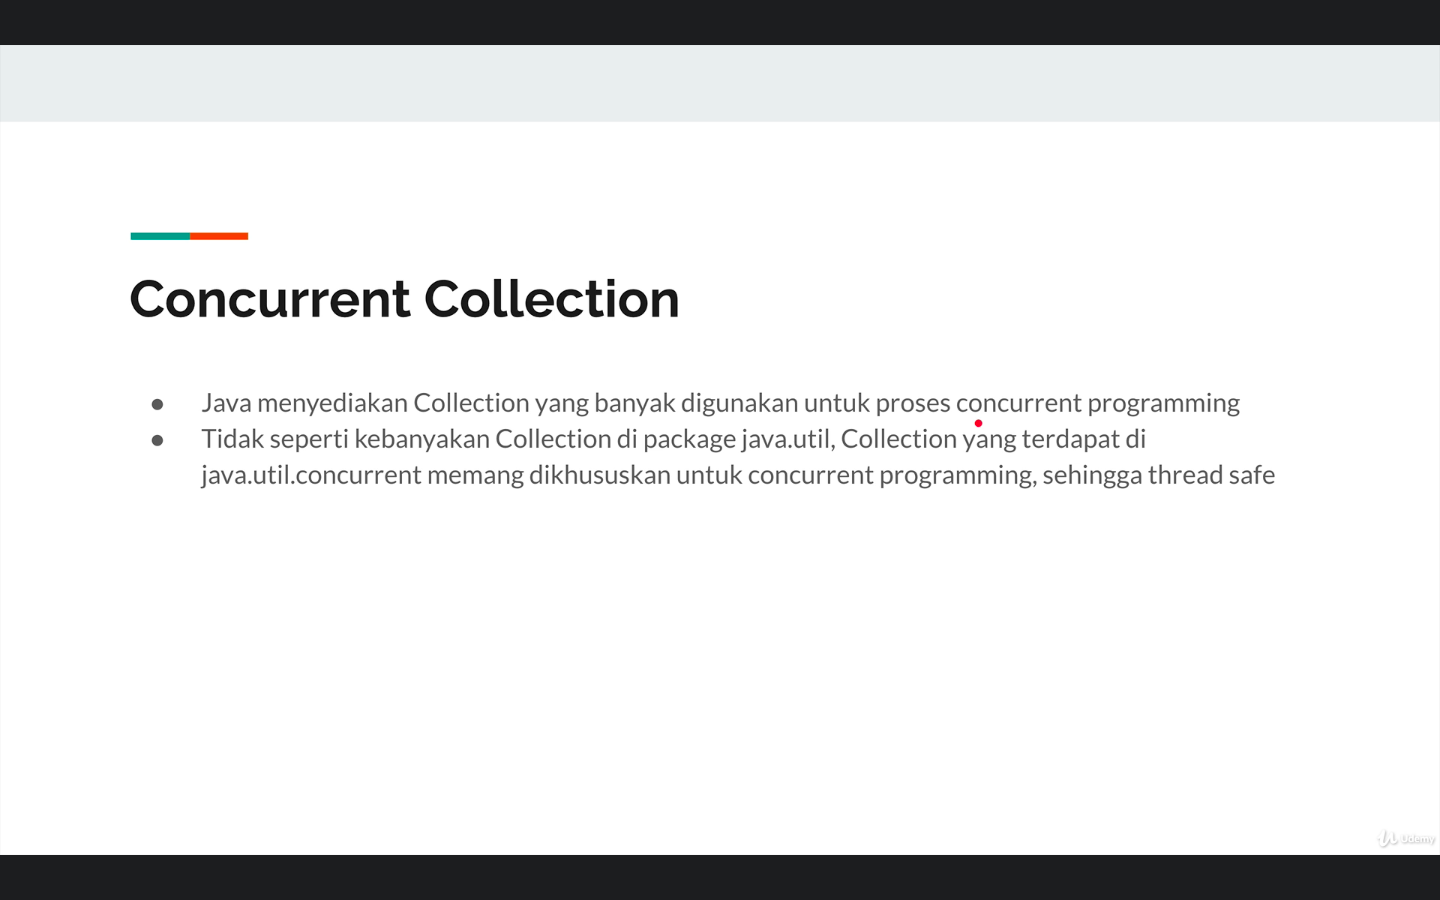 Concurrent Collection
● Java menyediakan Collection yang banyak digunakan untuk proses concurrent programming
● Tidak seperti kebanyakan Collection di package java.util, Collection yang terdapat di
java.util.concurrent memang dikhususkan untuk concurrent programming, sehingga thread safe
Udemy